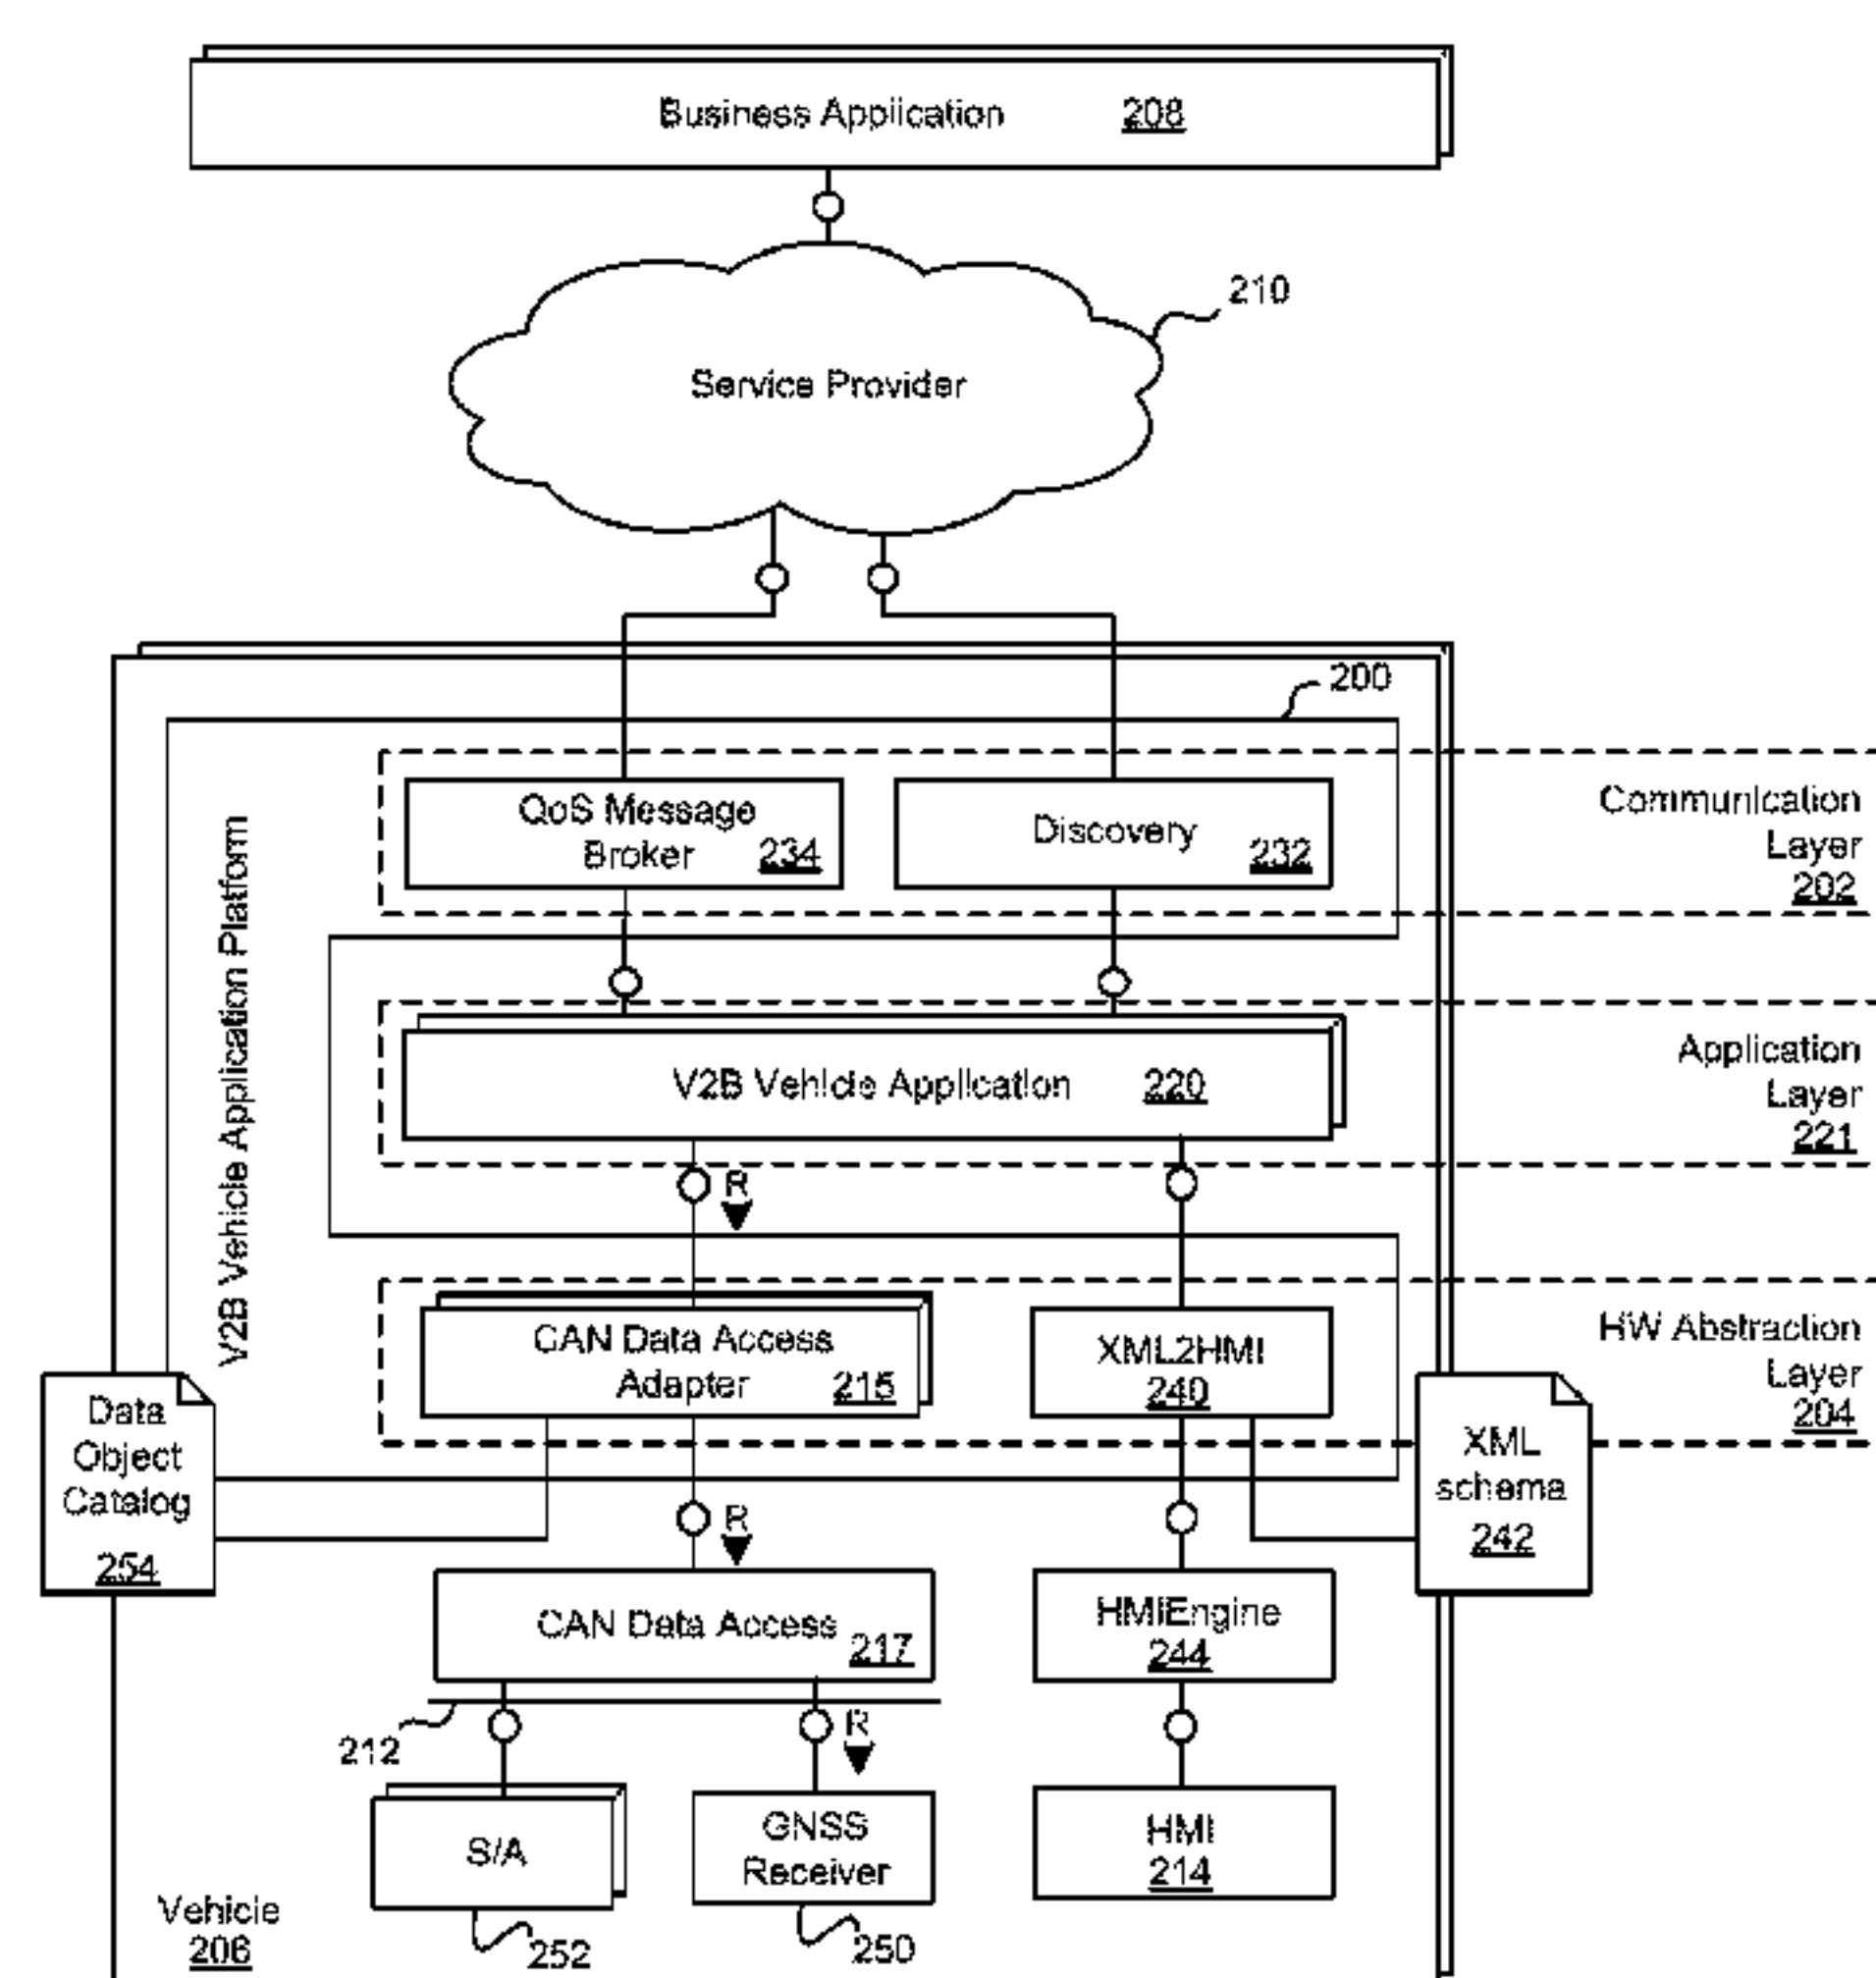 Business Application 208
210
Service Provider
200
QoS Message
Broker 234
Discovery
232
Communication
Layer
202
V2B Vehicle Application Platfom
V2B Vehicle Application 220
Application
Layer
221
R
CAN Data Access
Adapter 215
XML2HMI
240
HW Abstraction
Layer
204
Data
Object
Catalog
254
XML
schema
242
R
CAN Data Access 217
HMIEngine
244
212
R
S/A
GNSS
Receiver
HMI
214
Vehicle
206
252
250